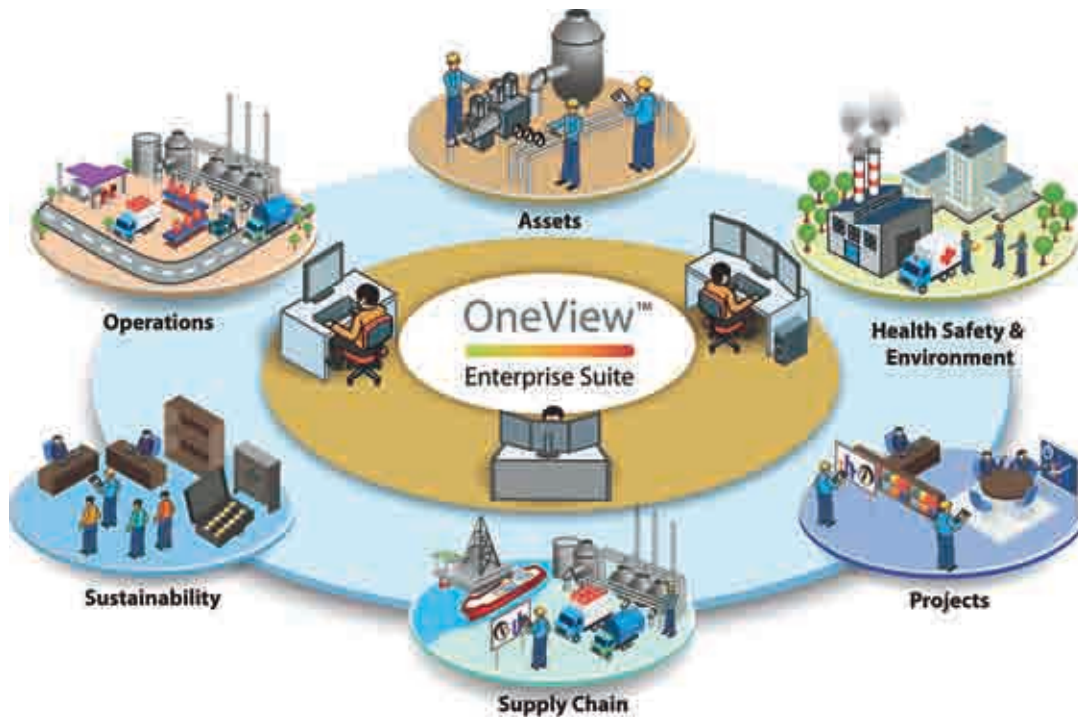 Assets
Operations
OneView™
Enterprise Suite
Health Safety &
Environment
Sustainability
Projects
Supply Chain